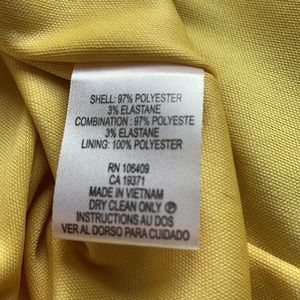 SHELL: 97% POLYESTER
3% ELASTANE
COMBINATION : 97% POLYESTE
3% ELASTANE
LINING: 100% POLYESTER
RN 106409
CA 19371
MADE IN VIETNAM
DRY CLEAN ONLY Ⓟ
INSTRUCTIONS AU DOS
VER AL DORSO PARA CUIDADO